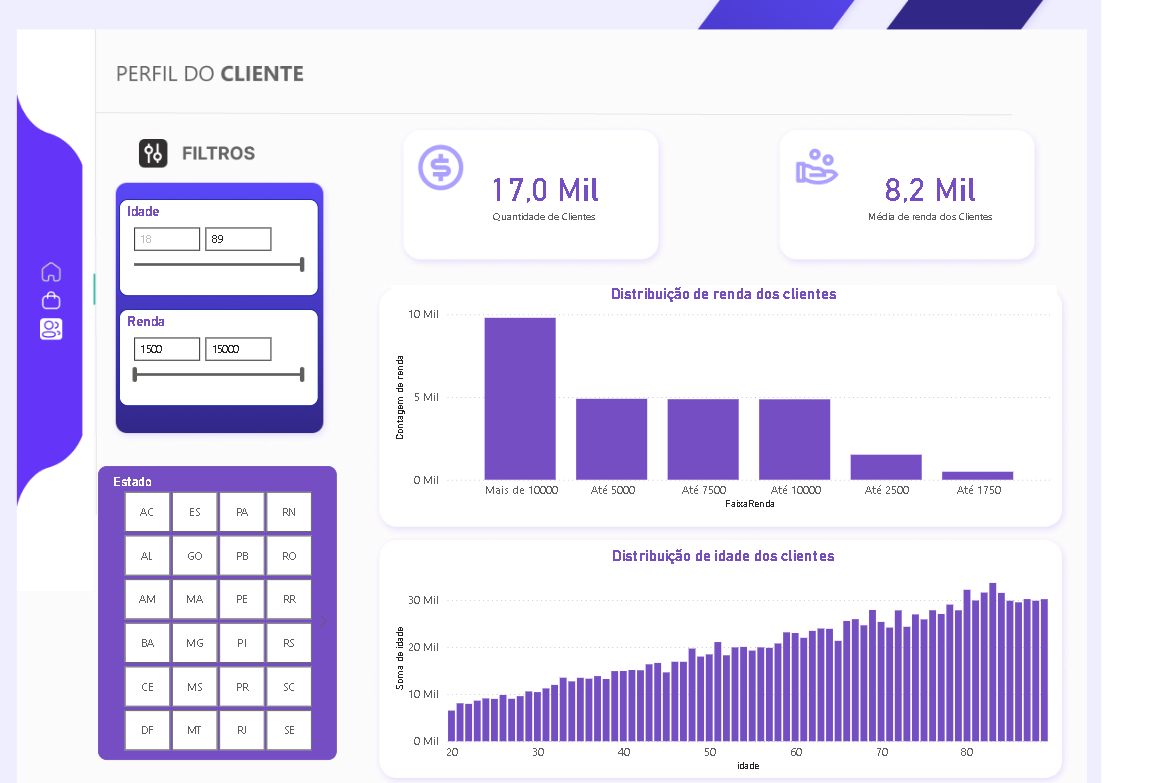 PERFIL DO CLIENTE
FILTROS
Idade
18 89
Renda
1500 15000
Estado
AC ES PA RN
AL GO PB RO
AM MA PE RR
BA MG PI RS
CE MS PR SC
DF MT RJ SE
17,0 Mil
Quantidade de Clientes
8,2 Mil
Média de renda dos Clientes
Distribuição de renda dos clientes
Contagem de renda
10 Mil
5 Mil
0 Mil
Mais de 10000 Até 5000 Até 7500 Até 10000 Até 2500 Até 1750
FaixaRenda
Distribuição de idade dos clientes
Soma de idade
30 Mil
20 Mil
10 Mil
0 Mil
20 30 40 50 60 70 80
idade